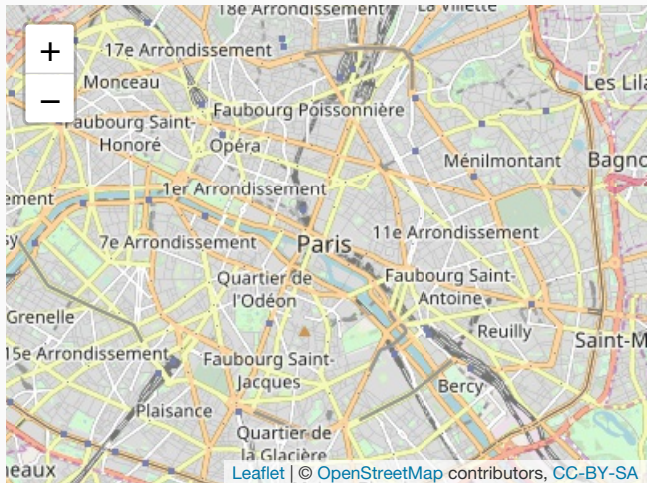 18e Arrondissement
La Villette
+
17e Arrondissement
−
Monceau
Les Lila
Faubourg Poissonnière
Faubourg Saint-
Honoré
Opéra
Ménilmontant
Bagno
1er Arrondissement
ement
11e Arrondissement
7e Arrondissement
Paris
Quartier de
l'Odéon
Faubourg Saint-
Antoine
Grenelle
Reuilly
Saint-M
15e Arrondissement
Faubourg Saint-
Jacques
Bercy
Plaisance
Quartier de
la Glacière
neaux
Leaflet | © OpenStreetMap contributors, CC-BY-SA